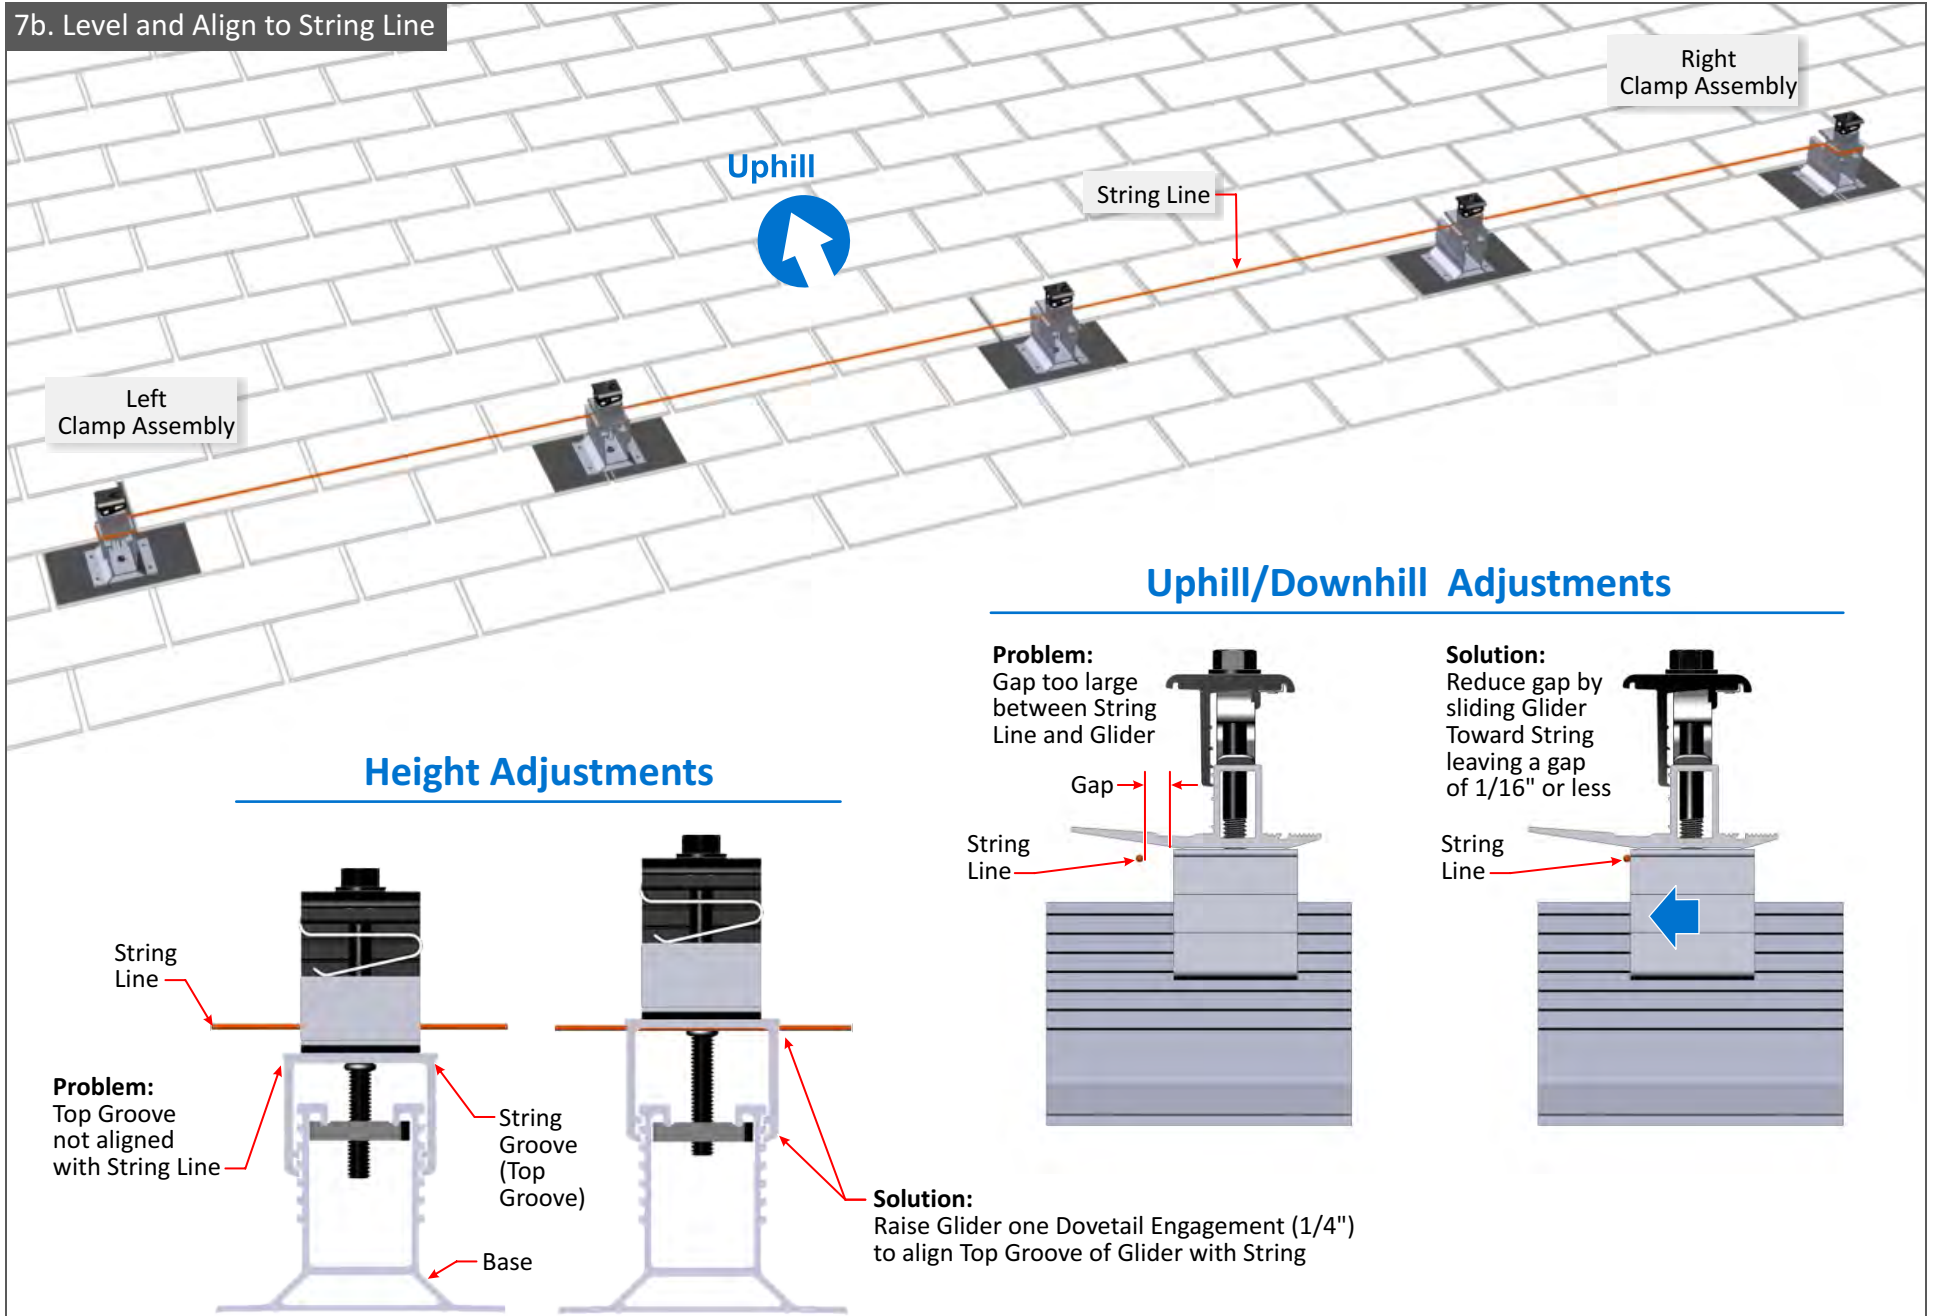 7b. Level and Align to String Line
Right
Clamp Assembly
Uphill
String Line
Left
Clamp Assembly
Uphill/Downhill Adjustments
Problem:
Gap too large
between String
Line and Glider
Gap
String
Line
Solution:
Reduce gap by
sliding Glider
Toward String
leaving a gap
of 1/16" or less
String
Line
Height Adjustments
String
Line
Problem:
Top Groove
not aligned
with String Line
String
Groove
(Top
Groove)
Base
Solution:
Raise Glider one Dovetail Engagement (1/4")
to align Top Groove of Glider with String